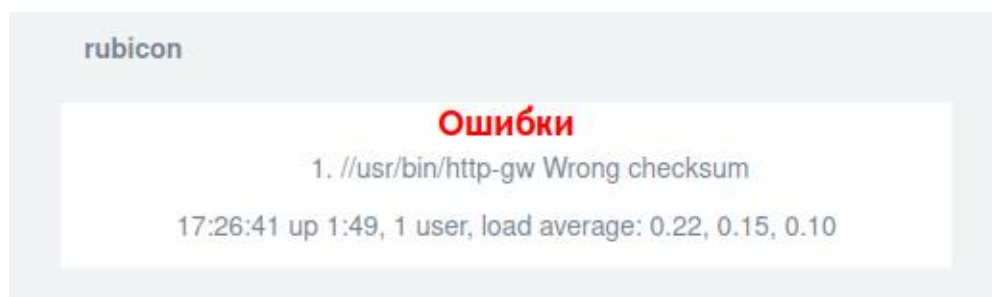 rubicon
Ошибки
1. //usr/bin/http-gw Wrong checksum
17:26:41 up 1:49, 1 user, load average: 0.22, 0.15, 0.10